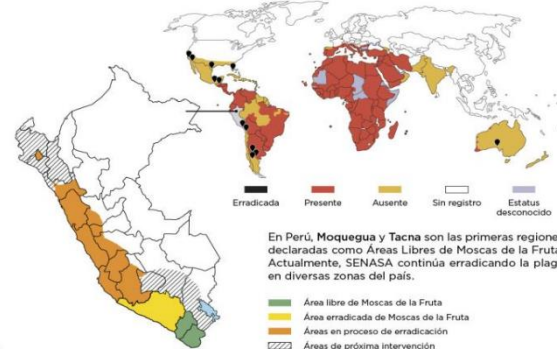 Erradicada
Presente
Ausente
Sin registro
Estatus
desconocido
En Perú, Moquegua y Tacna son las primeras regione
declaradas como Áreas Libres de Moscas de la Fruta
Actualmente, SENASA continúa erradicando la plag
en diversas zonas del país.
Área libre de Moscas de la Fruta
Área erradicada de Moscas de la Fruta
Áreas en proceso de erradicación
Áreas de próxima intervención